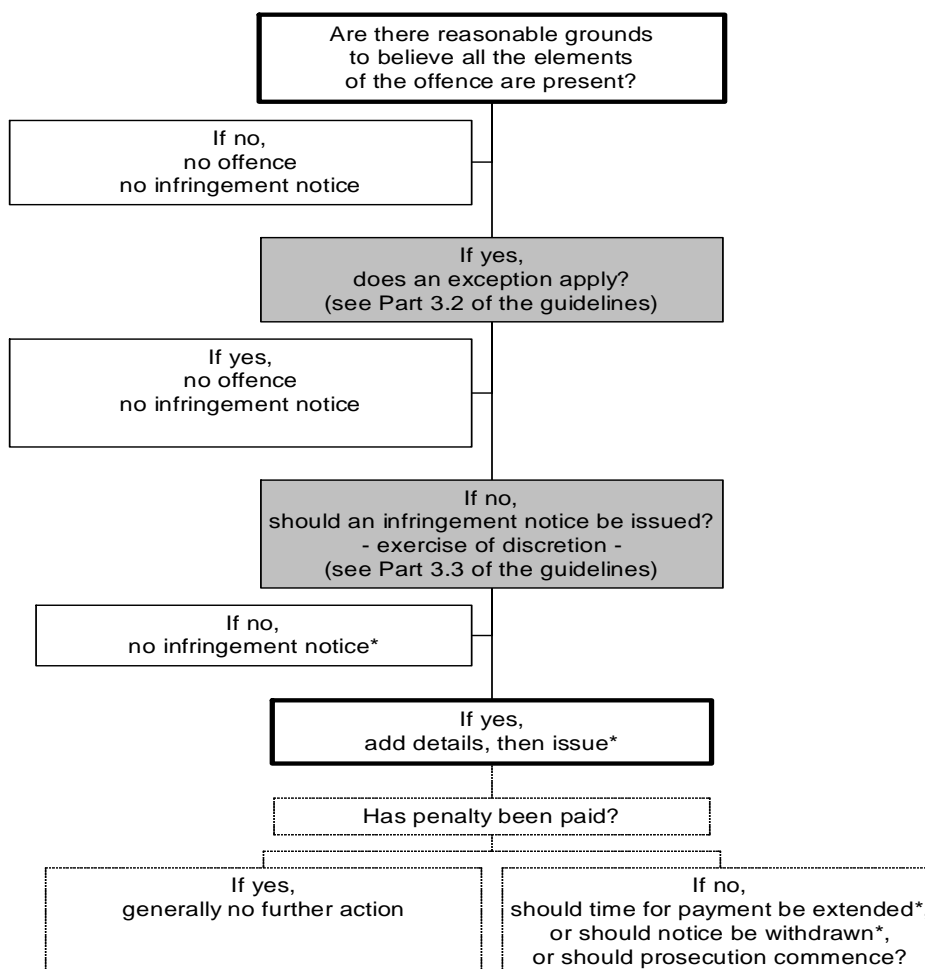 Are there reasonable grounds
to believe all the elements
of the offence are present?
If no,
no offence
no infringement notice
If yes,
does an exception apply?
(see Part 3.2 of the guidelines)
If yes,
no offence
no infringement notice
If no,
should an infringement notice be issued?
- exercise of discretion -
(see Part 3.3 of the guidelines)
If no,
no infringement notice*
If yes,
add details, then issue*
Has penalty been paid?
If yes,
generally no further action
If no,
should time for payment be extended*,
or should notice be withdrawn*,
or should prosecution commence?